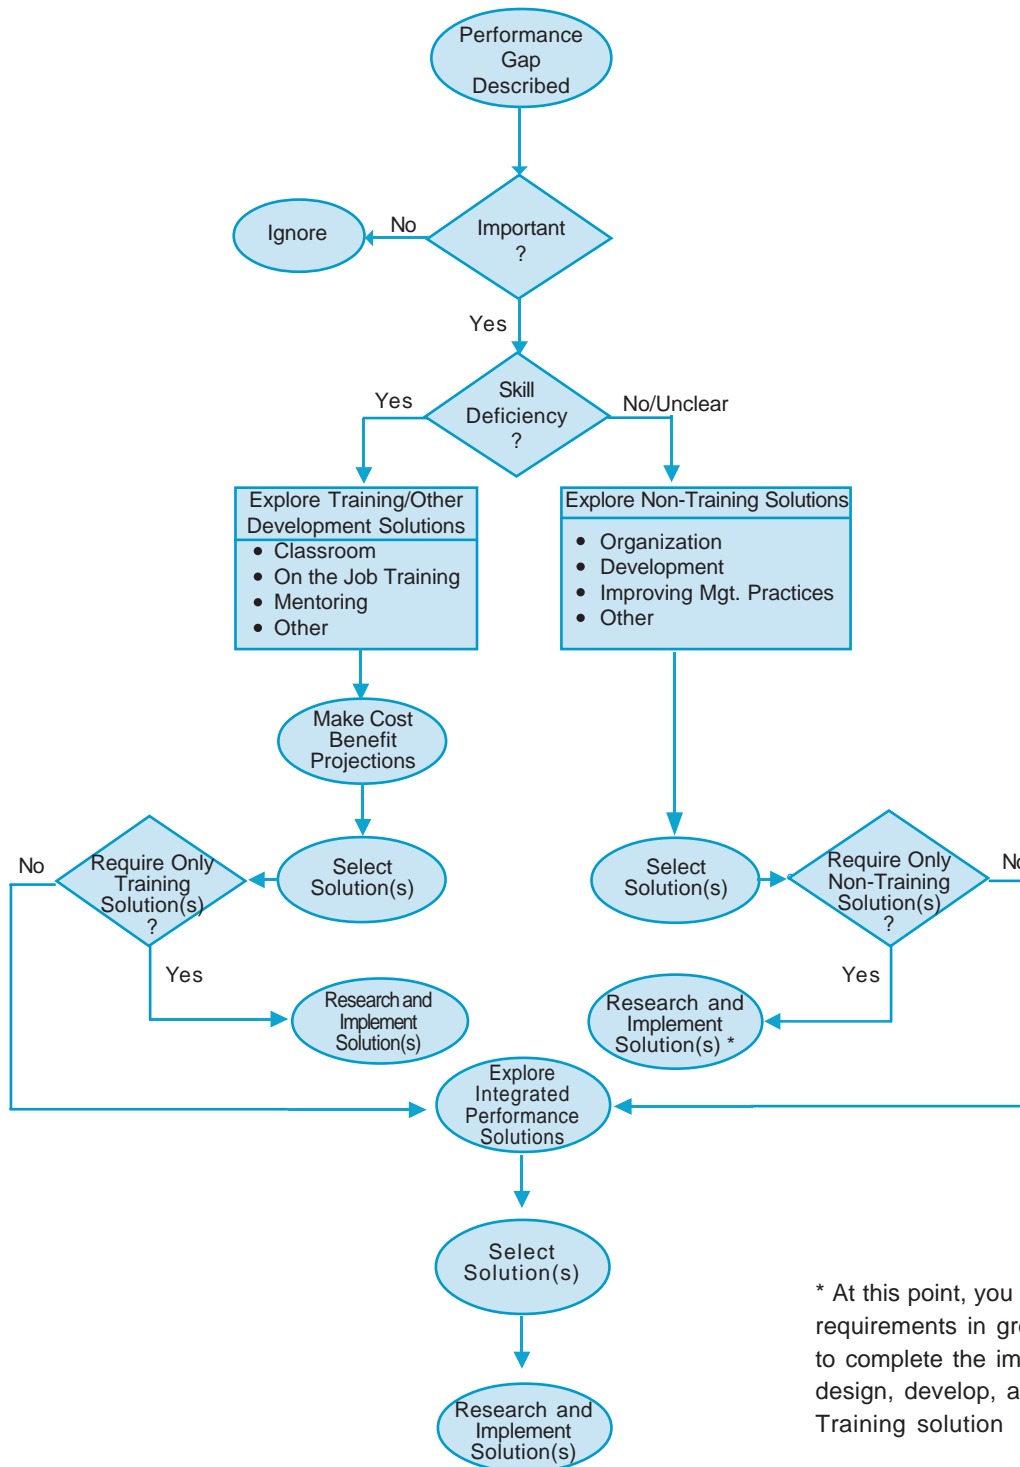 Performance
Gap
Described
Important
?
No
Ignore
Yes
Skill
Deficiency
?
Yes
No/Unclear
Explore Training/Other
Development Solutions
• Classroom
• On the Job Training
• Mentoring
• Other
Explore Non-Training Solutions
• Organization
• Development
• Improving Mgt. Practices
• Other
Make Cost
Benefit
Projections
Select
Solution(s)
Require Only
Training
Solution(s)
?
No
Yes
Research and
Implement
Solution(s)
Select
Solution(s)
Require Only
Non-Training
Solution(s)
?
No
Yes
Research and
Implement
Solution(s) *
Explore
Integrated
Performance
Solutions
Select
Solution(s)
Research and
Implement
Solution(s)
* At this point, you
requirements in
to complete the
design, develop,
Training solution